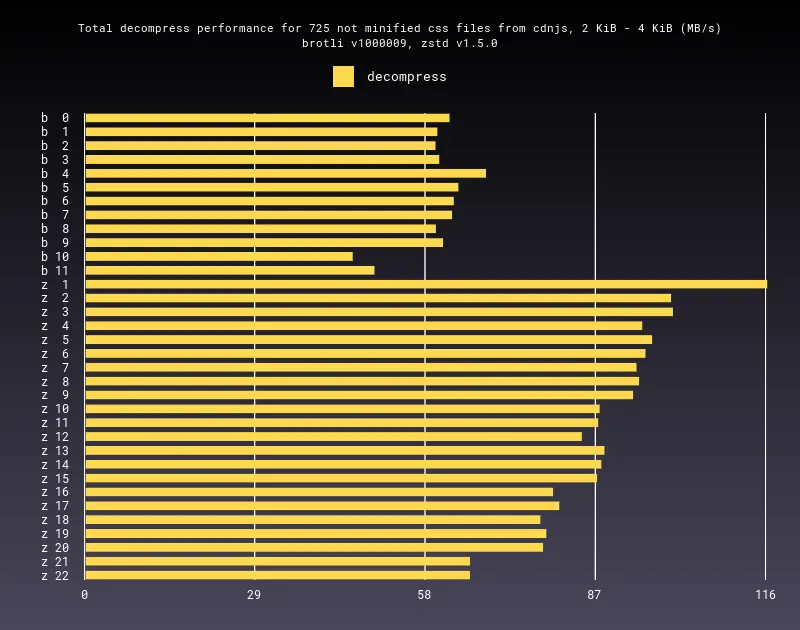 Total decompress performance for 725 not minified css files from cdnjs, 2 KiB - 4 KiB (MB/s)
brotli v1000009, zstd v1.5.0
decompress
b 0
b 1
b 2
b 3
b 4
b 5
b 6
b 7
b 8
b 9
b 10
b 11
z 1
z 2
z 3
z 4
z 5
z 6
z 7
z 8
z 9
z 10
z 11
z 12
z 13
z 14
z 15
z 16
z 17
z 18
z 19
z 20
z 21
z 22
0 29 58 87 116